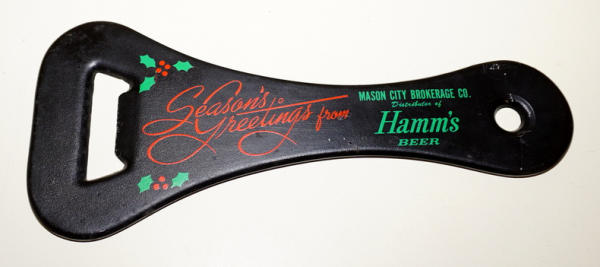 Season's
Greetings from
MASON CITY BROKERAGE CO.
Distributor of
Hamm's
BEER